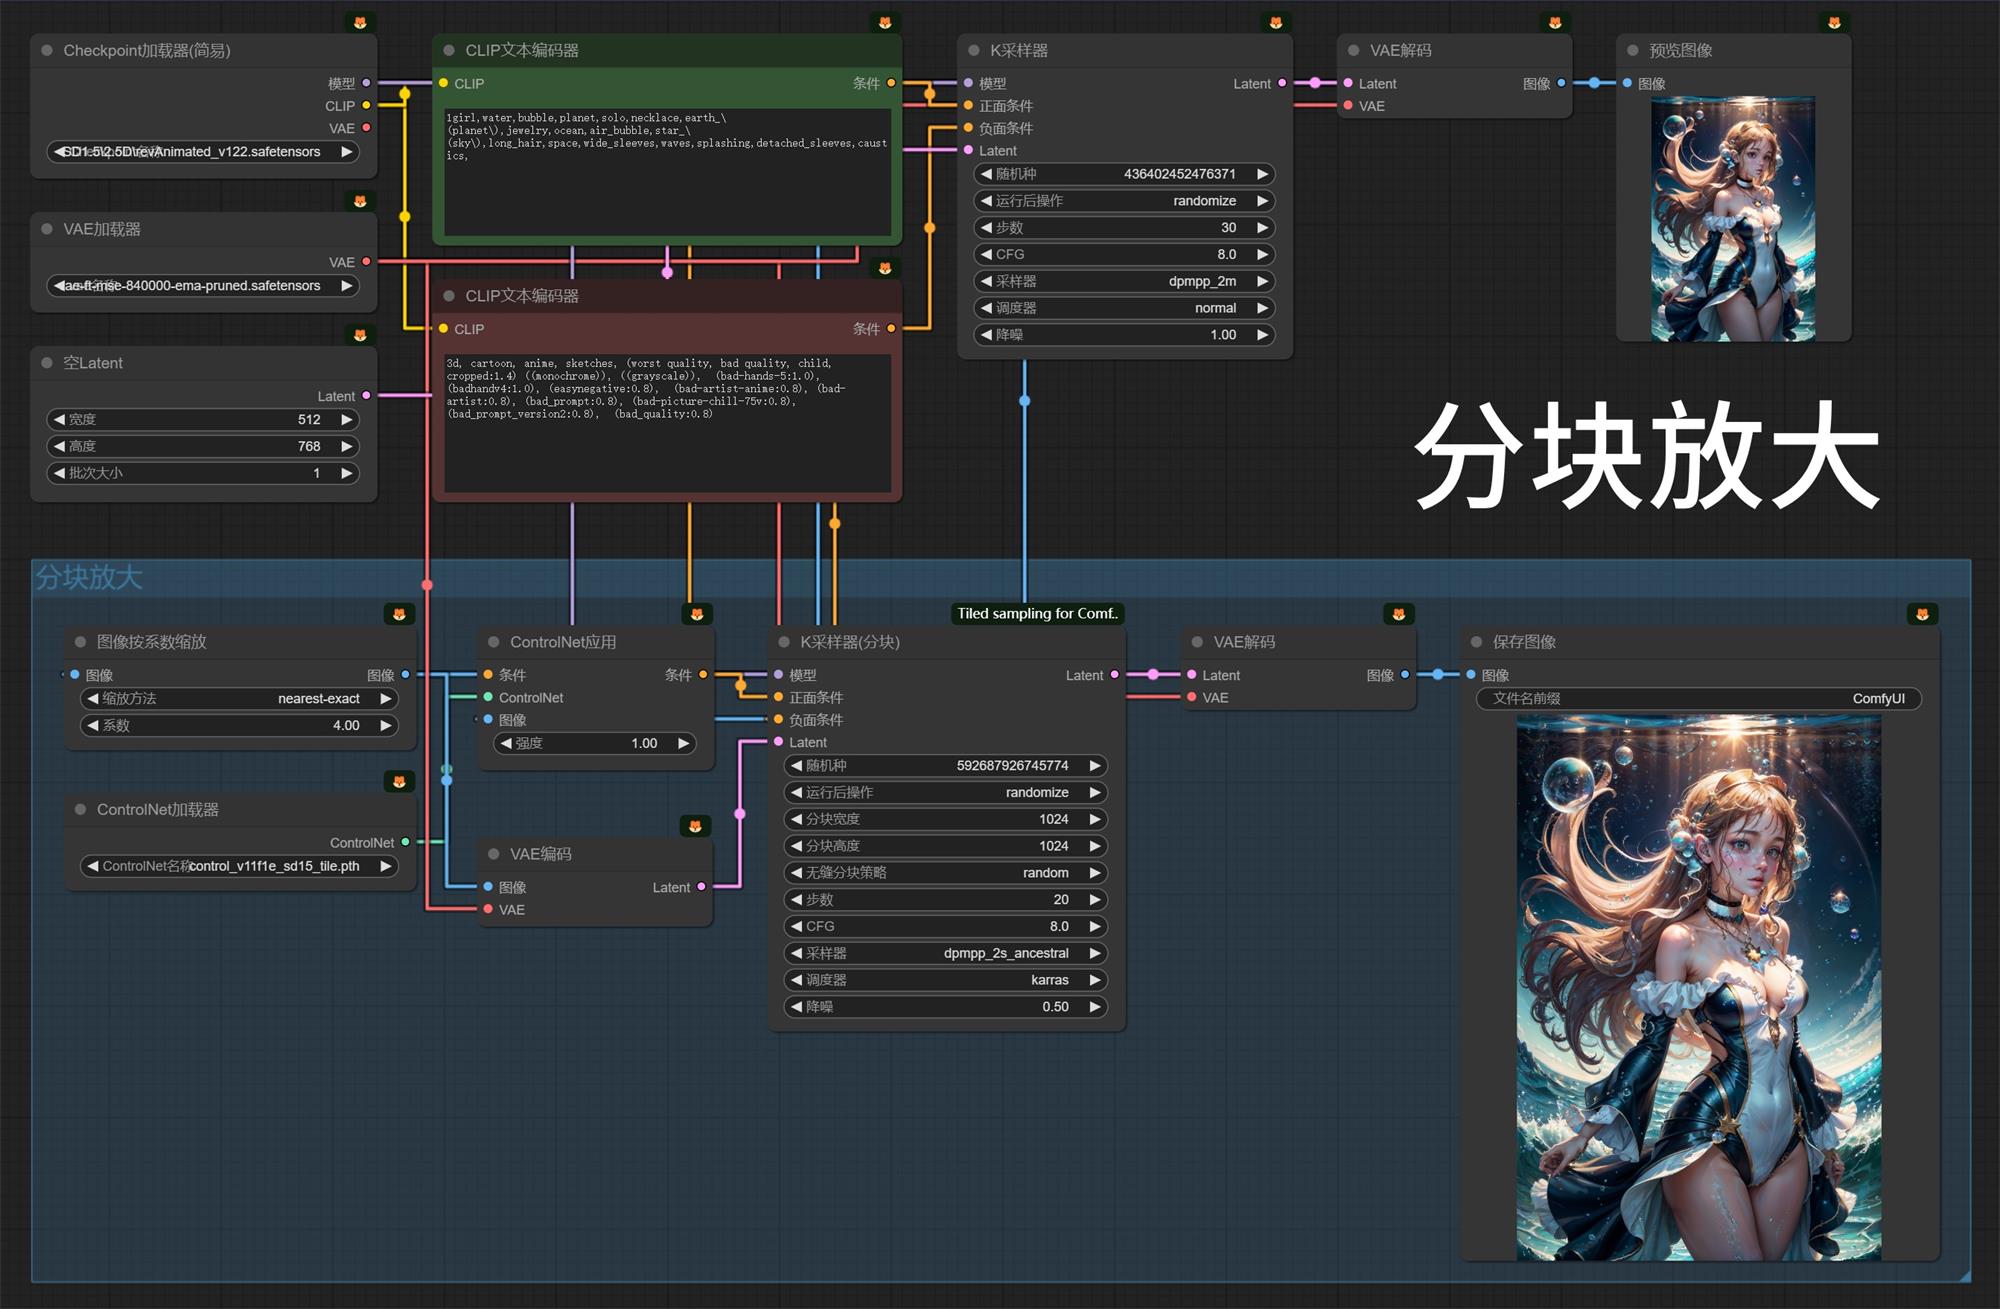 Checkpoint加载器(简易)
模型
CLIP
VAE
VAE加载器
VAE
空Latent
Latent
宽度 512
高度 768
批次大小 1
CLIP文本编码器
CLIP 条件
1girl,water,bubble,planet,solo,necklace,earth_\
(planet\),jewelry,ocean,air_bubble,star_\
(sky\),long_hair,space,wide_sleeves,waves,splashing,detached_sleeves,caust
ics,
CLIP文本编码器
CLIP 条件
3d, cartoon, anime, sketches, (worst quality, bad quality, child,
cropped:1.4) ((monochrome)), ((grayscale)), (bad-hands-5:1.0),
(badhandv4:1.0), (easynegative:0.8), (bad-artist-anime:0.8), (bad-
artist:0.8), (bad_prompt:0.8), (bad-picture-chill-75v:0.8),
(bad_prompt_version2:0.8), (bad_quality:0.8)
K采样器
模型 Latent
正面条件
负面条件
Latent
随机种 436402452476371
运行后操作 randomize
步数 30
CFG 8.0
采样器 dpmpp_2m
调度器 normal
降噪 1.00
VAE解码
Latent 图像
VAE
预览图像
图像
分块放大
分块放大
图像按系数缩放
图像 图像
缩放方法 nearest-exact
系数 4.00
ControlNet加载器
ControlNet
ControlNet名称 control_v11f1e_sd15_tile.pth
ControlNet应用
条件 条件
ControlNet
图像
强度 1.00
VAE编码
图像 Latent
VAE
Tiled sampling for Comf..
K采样器(分块)
模型 Latent
正面条件
负面条件
Latent
随机种 592687926745774
运行后操作 randomize
分块宽度 1024
分块高度 1024
无缝分块策略 random
步数 20
CFG 8.0
采样器 dpmpp_2s_ancestral
调度器 karras
降噪 0.50
VAE解码
Latent 图像
VAE
保存图像
图像
文件名前缀 ComfyUI